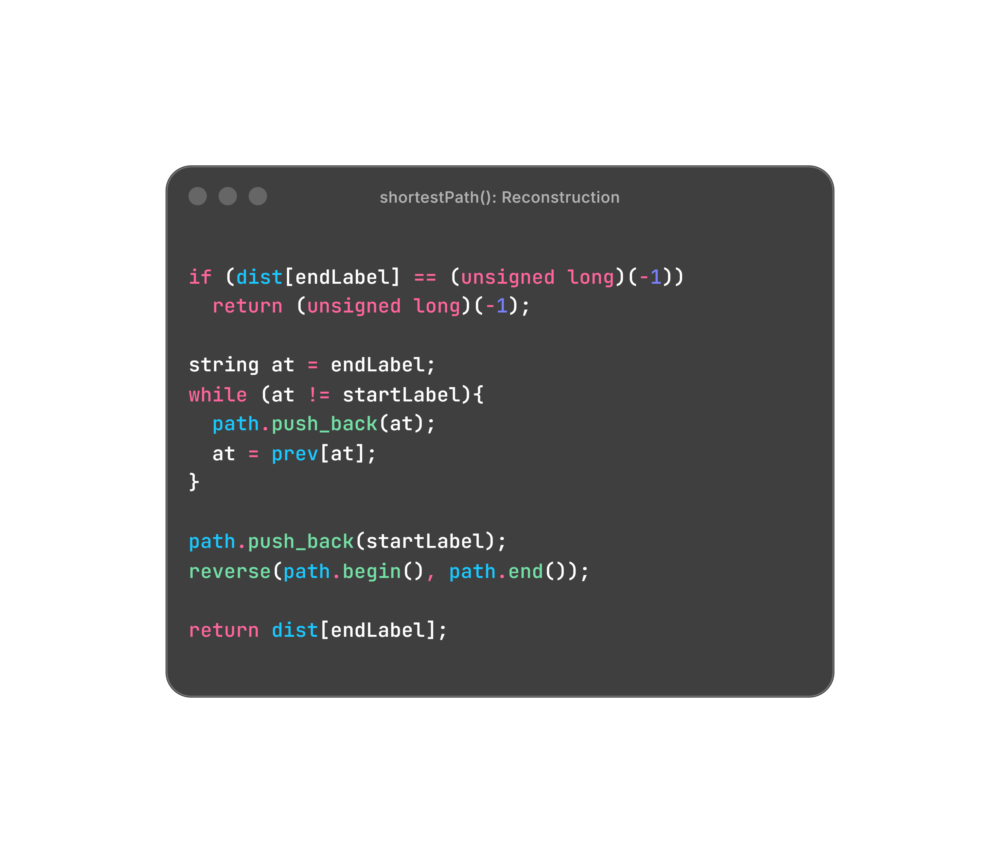 shortestPath(): Reconstruction
if (dist[endLabel] == (unsigned long)(-1))
  return (unsigned long)(-1);
string at = endLabel;
while (at != startLabel){
  path.push_back(at);
  at = prev[at];
}
path.push_back(startLabel);
reverse(path.begin(), path.end());
return dist[endLabel];